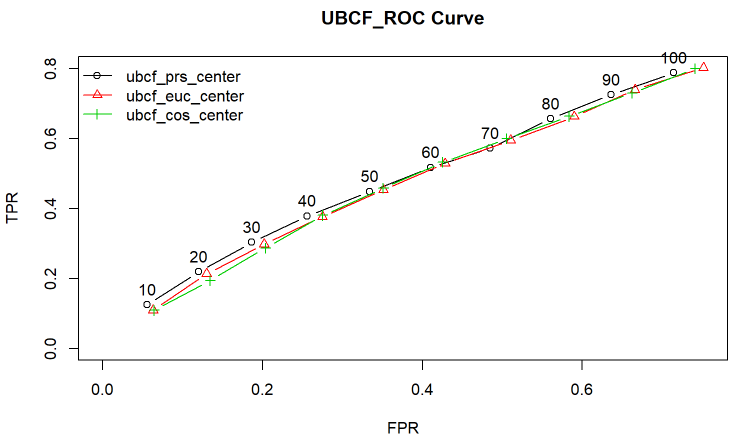 UBCF_ROC Curve
ubcf_prs_center
ubcf_euc_center
ubcf_cos_center
10
20
30
40
50
60
70
80
90
100
TPR
0.8
0.6
0.4
0.2
0.0
0.0 0.2 0.4 0.6
FPR